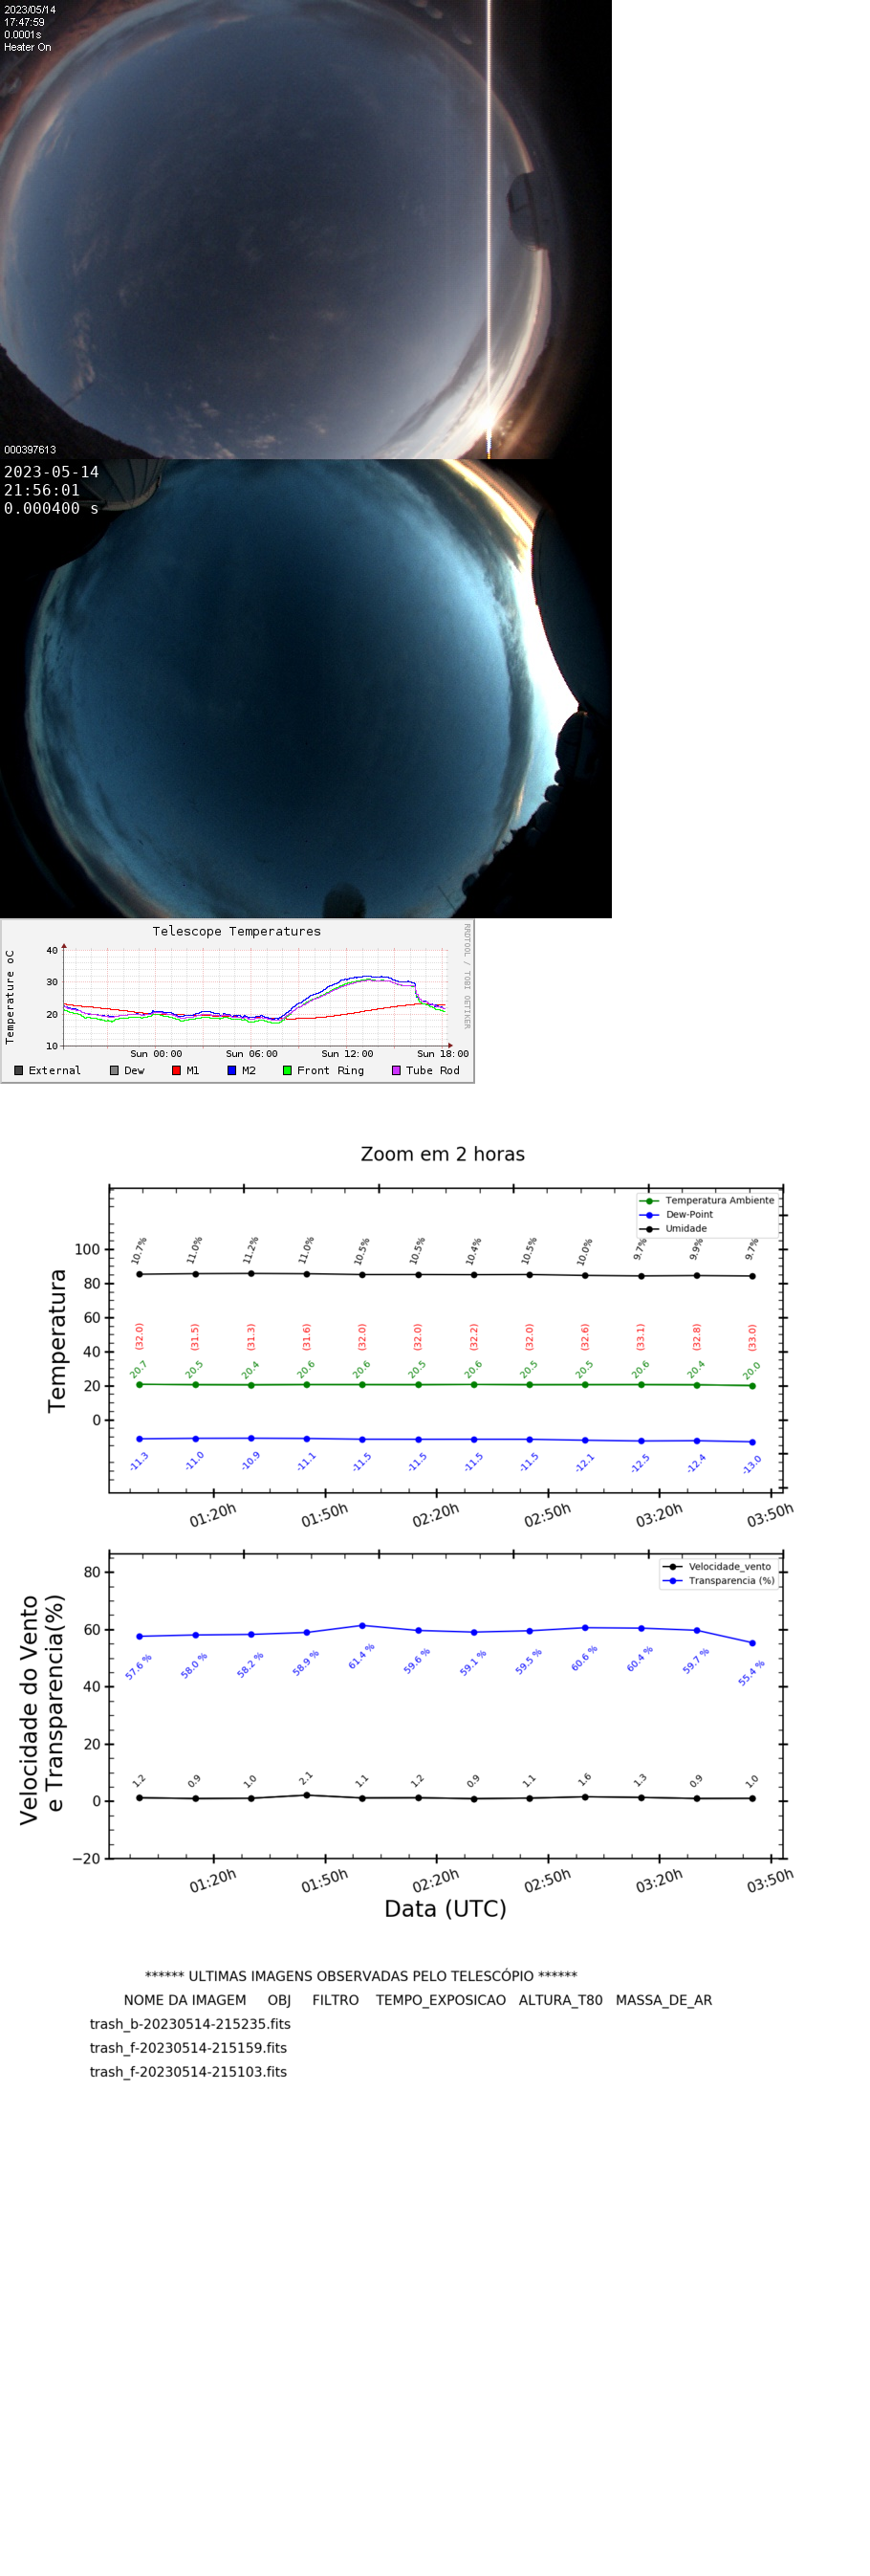 2023/05/14
17:47:59
0.0001s
Heater On
000397613
2023-05-14
21:56:01
0.000400 s
Telescope Temperatures
RRDTOOL / TOBI OETIKER
Temperature oC
40
30
20
10
Sun 00:00 Sun 06:00 Sun 12:00 Sun 18:00
External Dew M1 M2 Front Ring Tube Rod
Zoom em 2 horas
Temperatura Ambiente
Dew-Point
Umidade
Temperatura
100
80
60
40
20
0
10.7% 11.0% 11.2% 11.0% 10.5% 10.5% 10.4% 10.5% 10.0% 9.7% 9.9% 9.7%
(32.0) (31.5) (31.3) (31.6) (32.0) (32.0) (32.2) (32.0) (32.6) (33.1) (32.8) (33.0)
20.7 20.5 20.4 20.6 20.6 20.5 20.6 20.5 20.5 20.6 20.4 20.0
-11.3 -11.0 -10.9 -11.1 -11.5 -11.5 -11.5 -11.5 -12.1 -12.5 -12.4 -13.0
01:20h 01:50h 02:20h 02:50h 03:20h 03:50h
Velocidade_vento
Transparencia (%)
Velocidade do Vento
e Transparencia(%)
80
60
40
20
0
−20
57.6 % 58.0 % 58.2 % 58.9 % 61.4 % 59.6 % 59.1 % 59.5 % 60.6 % 60.4 % 59.7 % 55.4 %
1.2 0.9 1.0 2.1 1.1 1.2 0.9 1.1 1.6 1.3 0.9 1.0
01:20h 01:50h 02:20h 02:50h 03:20h 03:50h
Data (UTC)
****** ULTIMAS IMAGENS OBSERVADAS PELO TELESCÓPIO ******
NOME DA IMAGEM OBJ FILTRO TEMPO_EXPOSICAO ALTURA_T80 MASSA_DE_AR
trash_b-20230514-215235.fits
trash_f-20230514-215159.fits
trash_f-20230514-215103.fits